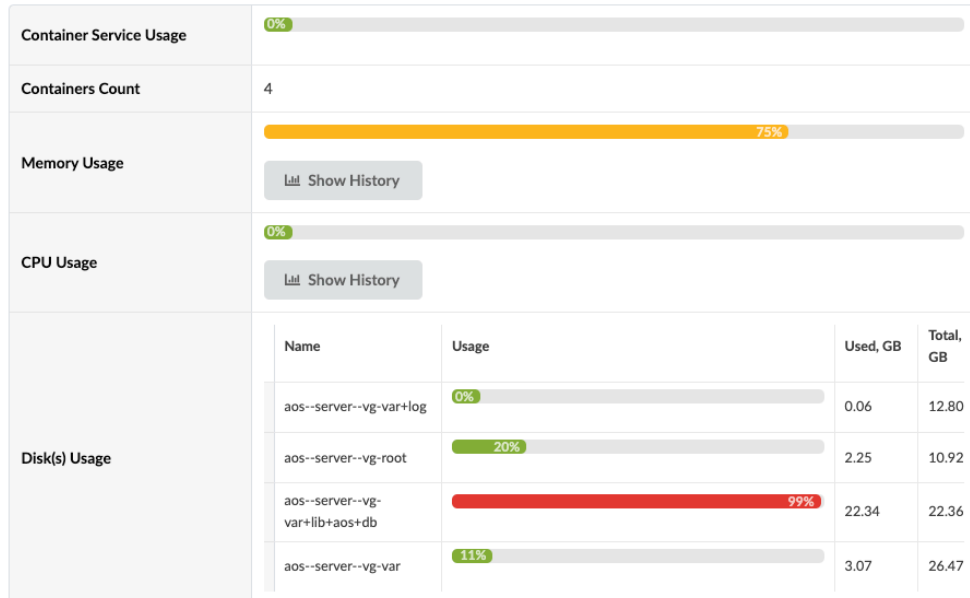 Container Service Usage
0%
Containers Count
4
Memory Usage
75%
Show History
CPU Usage
0%
Show History
Disk(s) Usage
Name
Usage
Used, GB
Total,
GB
aos--server--vg-var+log
0%
0.06
12.80
aos--server--vg-root
20%
2.25
10.92
aos--server--vg-
var+lib+aos+db
99%
22.34
22.36
aos--server--vg-var
11%
3.07
26.47